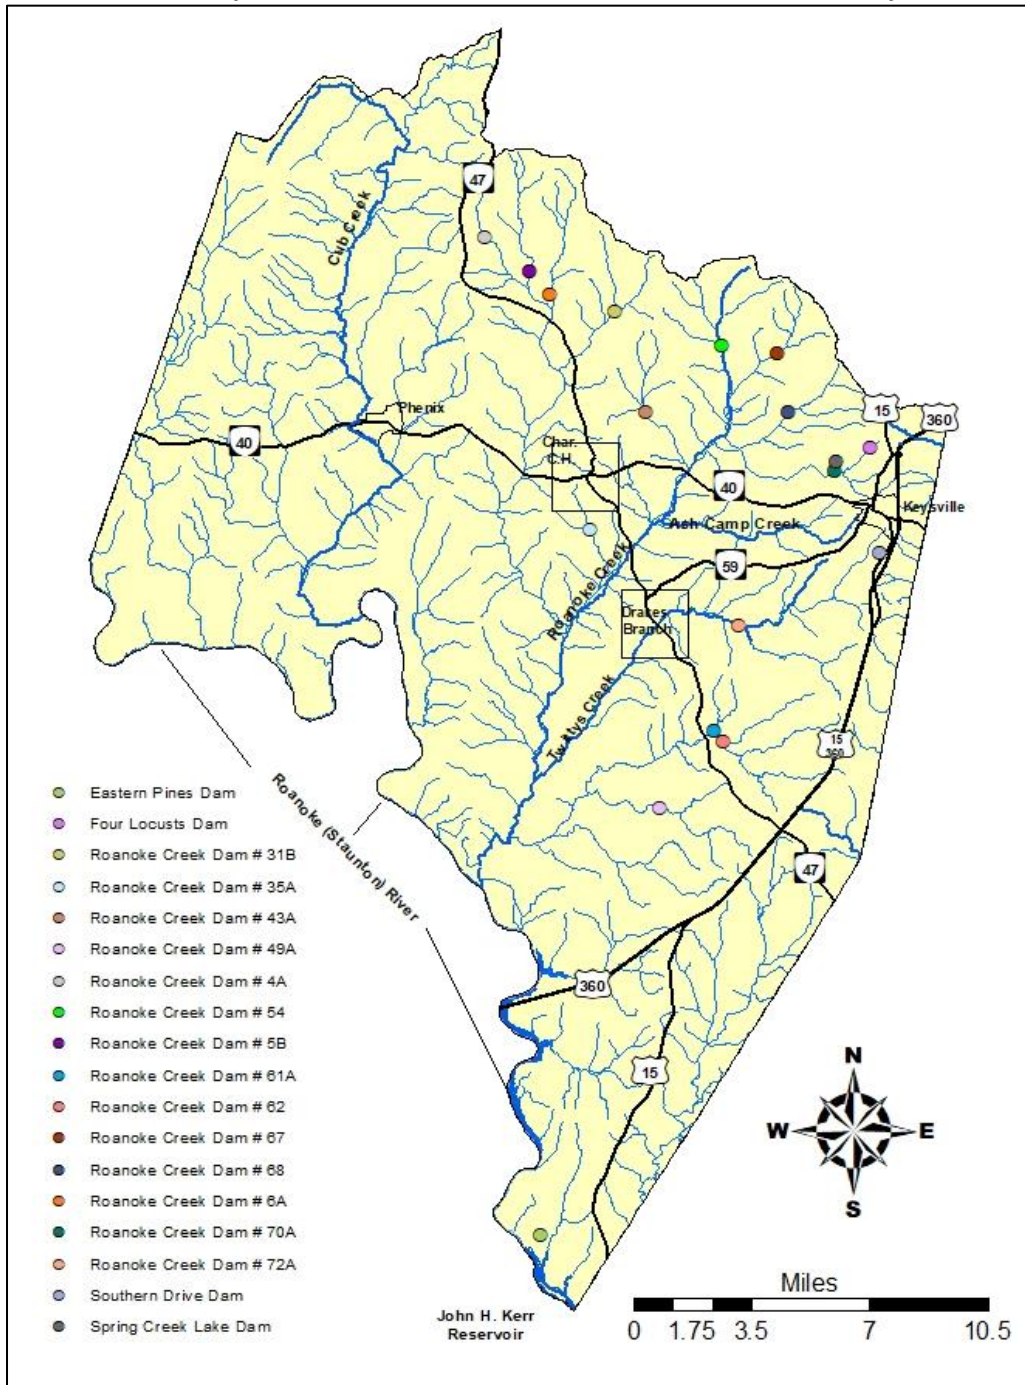 47
Cub Creek
Phenix
15
360
40
Char.
C.H.
40
Keysville
Ash Camp Creek
59
Roanoke Creek
Draces
Branch
Twittys Creek
15
360
Roanoke (Staunton) River
47
360
15
Eastern Pines Dam
Four Locusts Dam
Roanoke Creek Dam # 31B
Roanoke Creek Dam # 35A
Roanoke Creek Dam # 43A
Roanoke Creek Dam # 49A
Roanoke Creek Dam # 4A
Roanoke Creek Dam # 54
Roanoke Creek Dam # 5B
Roanoke Creek Dam # 61A
Roanoke Creek Dam # 62
Roanoke Creek Dam # 67
Roanoke Creek Dam # 68
Roanoke Creek Dam # 6A
Roanoke Creek Dam # 70A
Roanoke Creek Dam # 72A
Southern Drive Dam
Spring Creek Lake Dam
N
W E
S
John H. Kerr
Reservoir
Miles
0 1.75 3.5 7 10.5